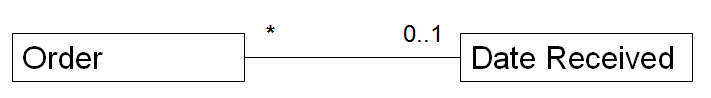 * 0..1
Order Date Received